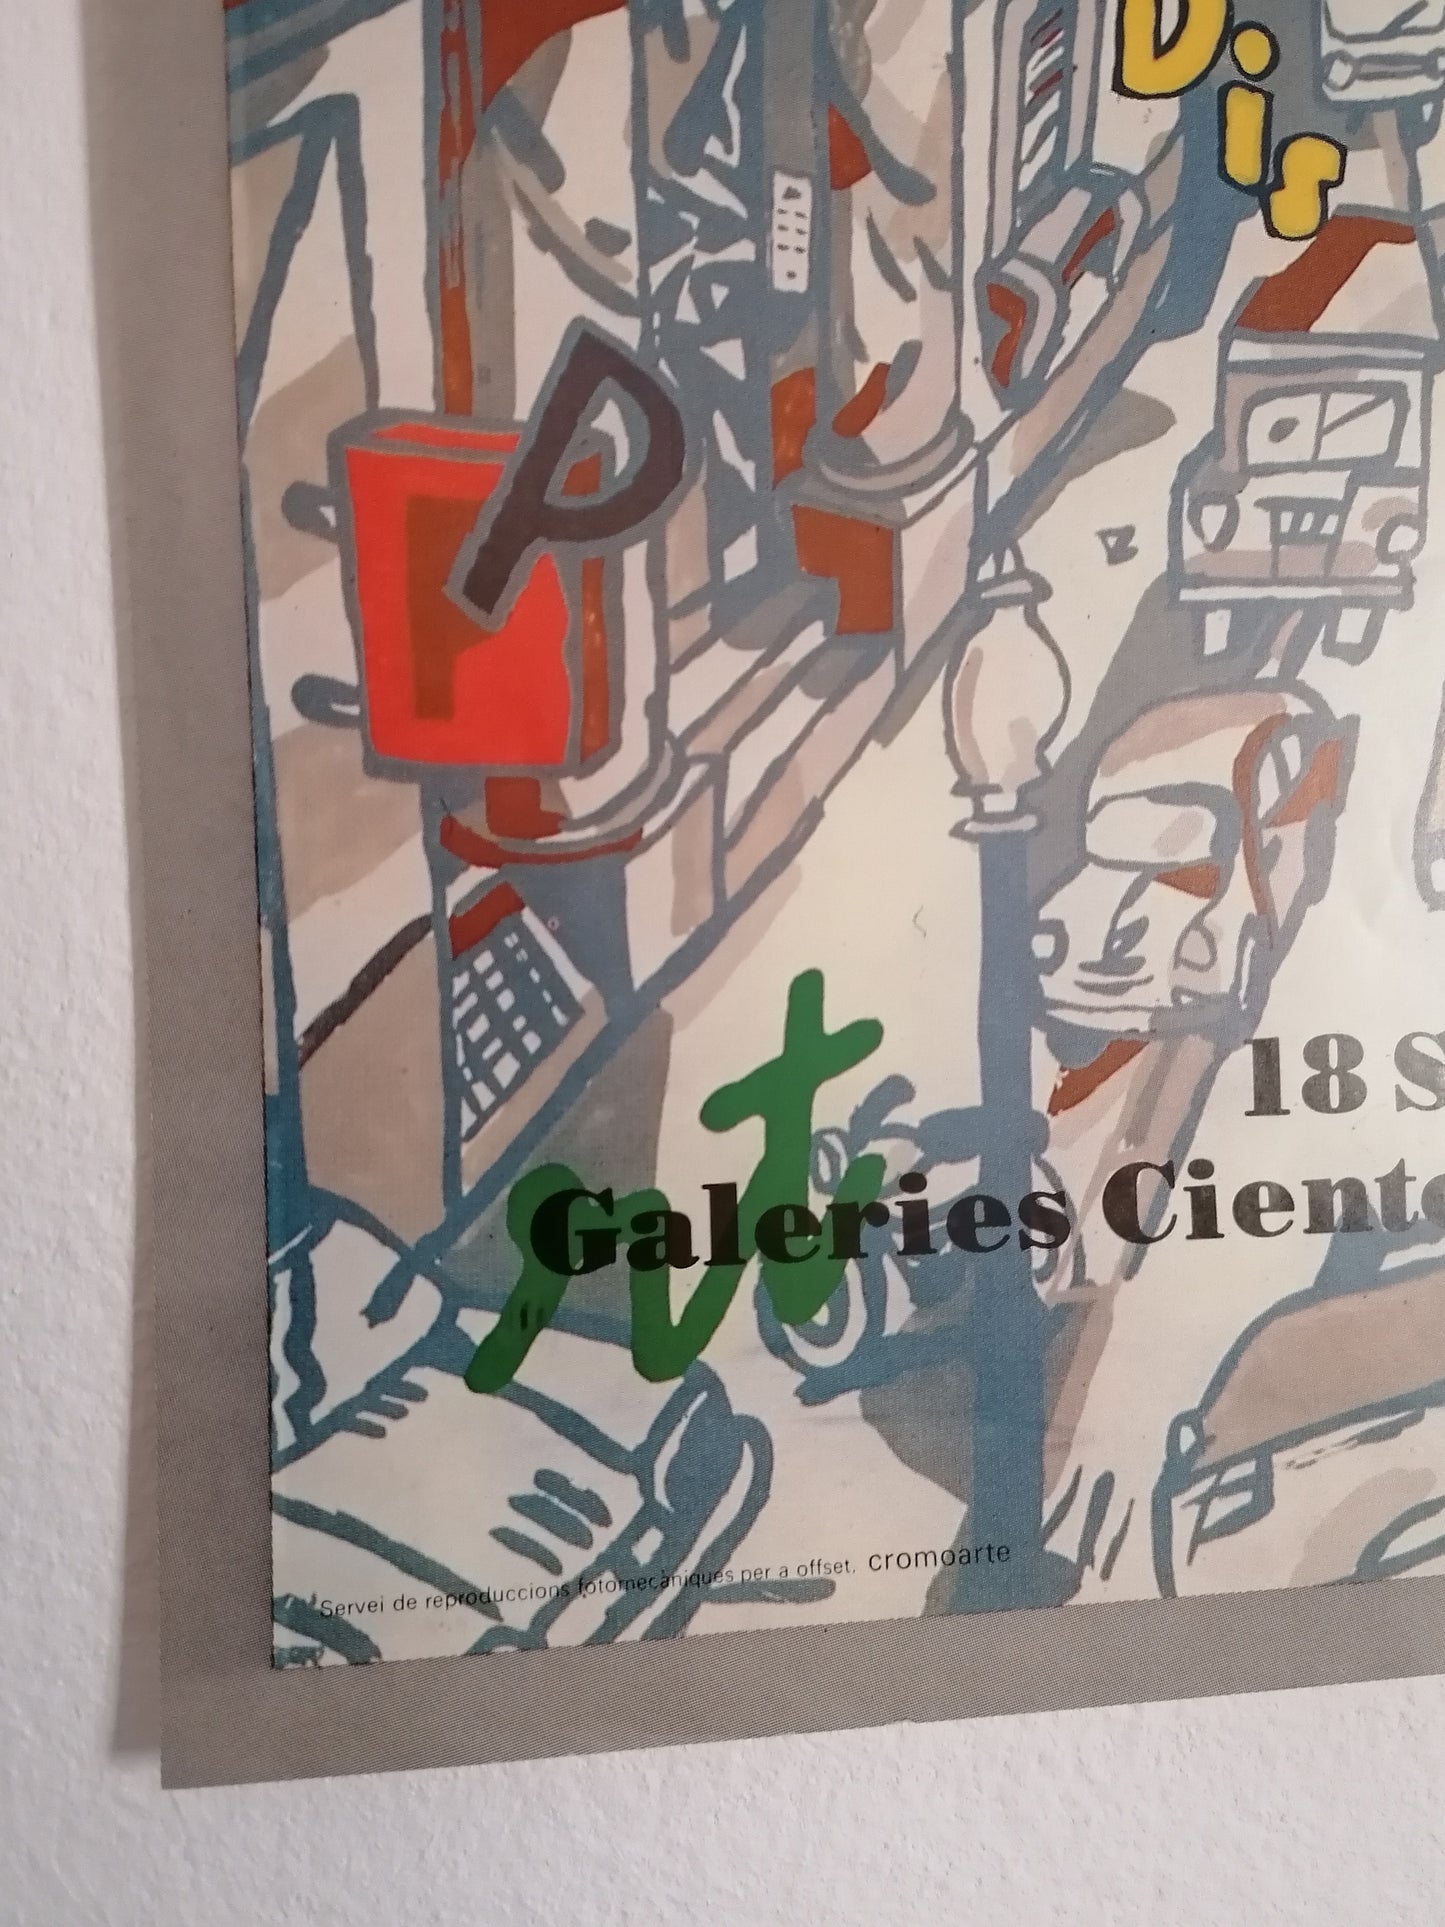 Dis
P
18 S
Galeries Ciento
Servei de reproduccions fotomecàniques per a offset. cromoarte